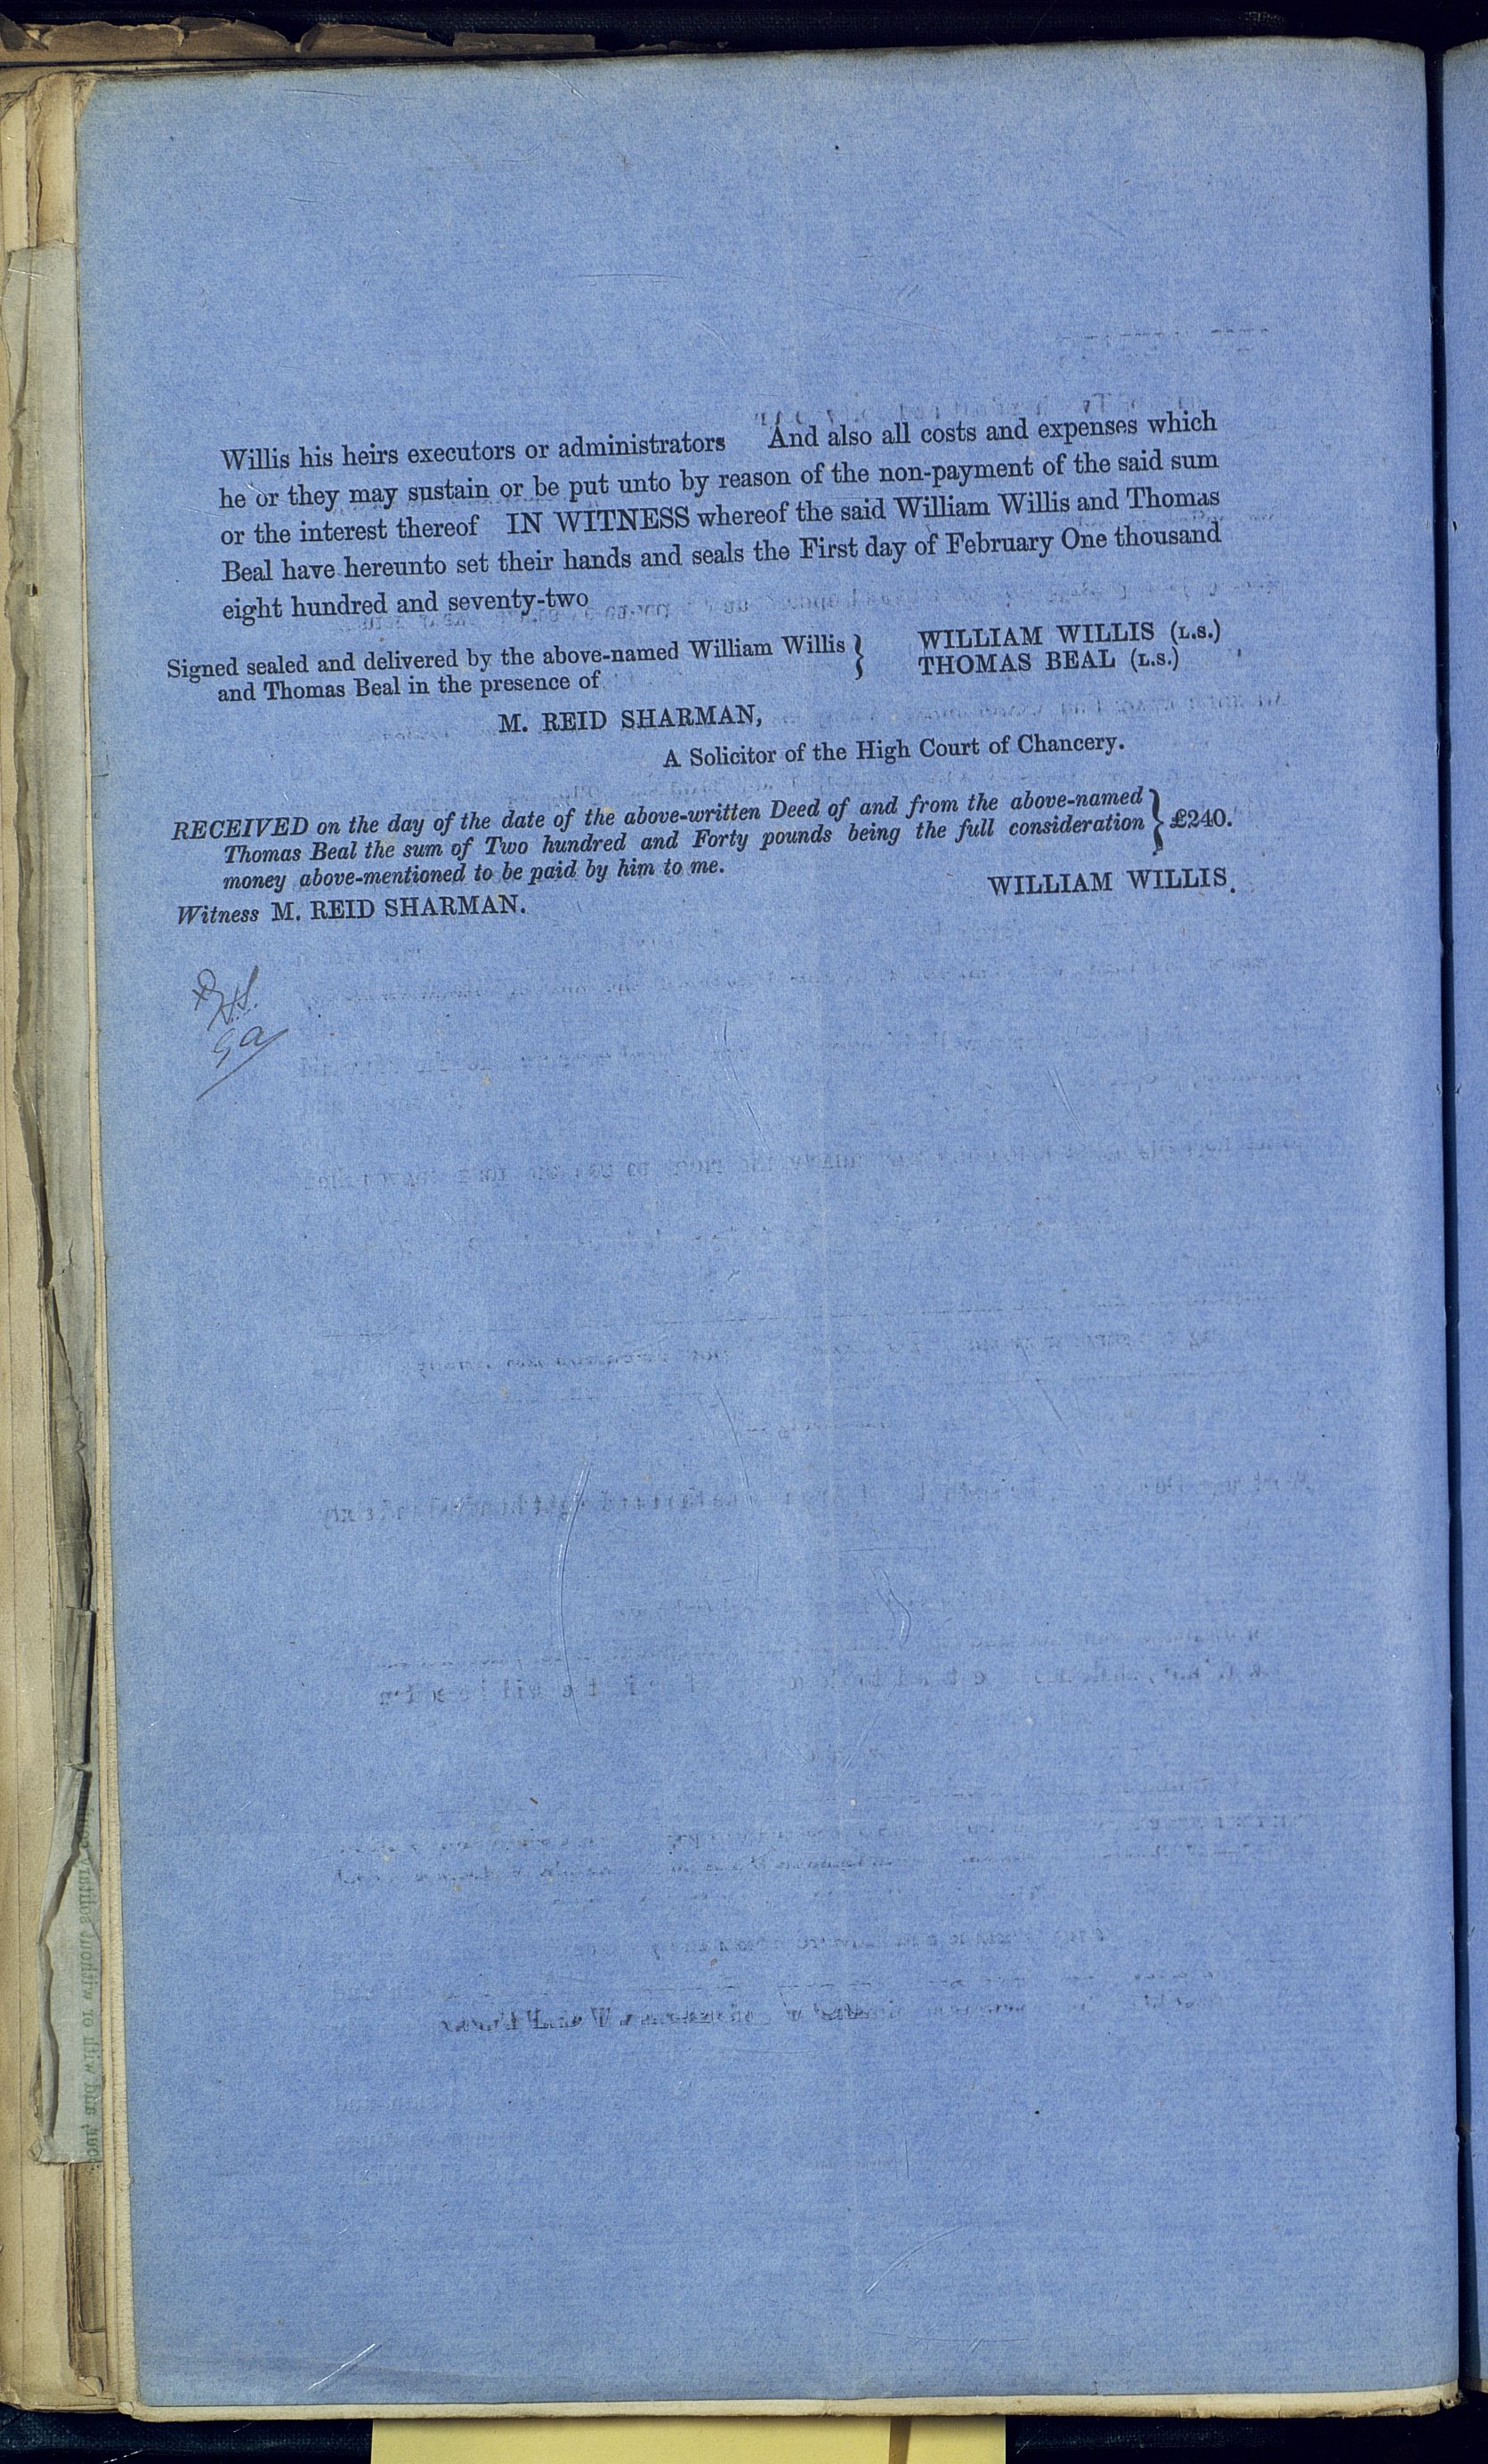 Willis his heirs executors or administrators And also all costs and expenses which
he or they may sustain or be put unto by reason of the non-payment of the said sum
or the interest thereof IN WITNESS whereof the said William Willis and Thomas
Beal have hereunto set their hands and seals the First day of February One thousand
eight hundred and seventy-two
Signed sealed and delivered by the above-named William Willis } WILLIAM WILLIS (L.S.)
and Thomas Beal in the presence of THOMAS BEAL (L.S.)
M. REID SHARMAN,
A Solicitor of the High Court of Chancery.
RECEIVED on the day of the date of the above-written Deed of and from the above-named
Thomas Beal the sum of Two hundred and Forty pounds being the full consideration } £240.
money above-mentioned to be paid by him to me.
WILLIAM WILLIS.
Witness M. REID SHARMAN.
and with or without solitary